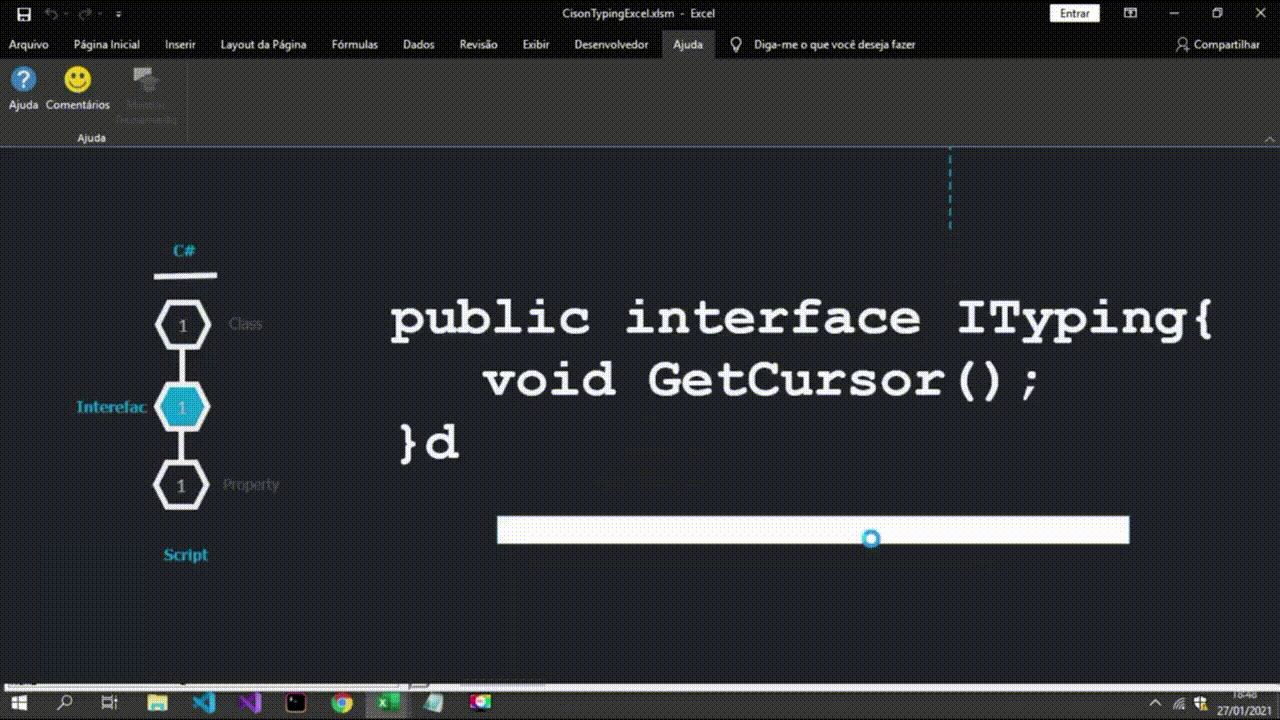 CisonTypingExcel.xlsm - Excel
Entrar
Arquivo Página Inicial Inserir Layout da Página Fórmulas Dados Revisão Exibir Desenvolvedor Ajuda Diga-me o que você deseja fazer Compartilhar
? Ajuda Comentários
Ajuda
C#
1 Class
Interefac 1
1 Property
Script
public interface ITyping{
void GetCursor();
}d
18:48
27/01/2021